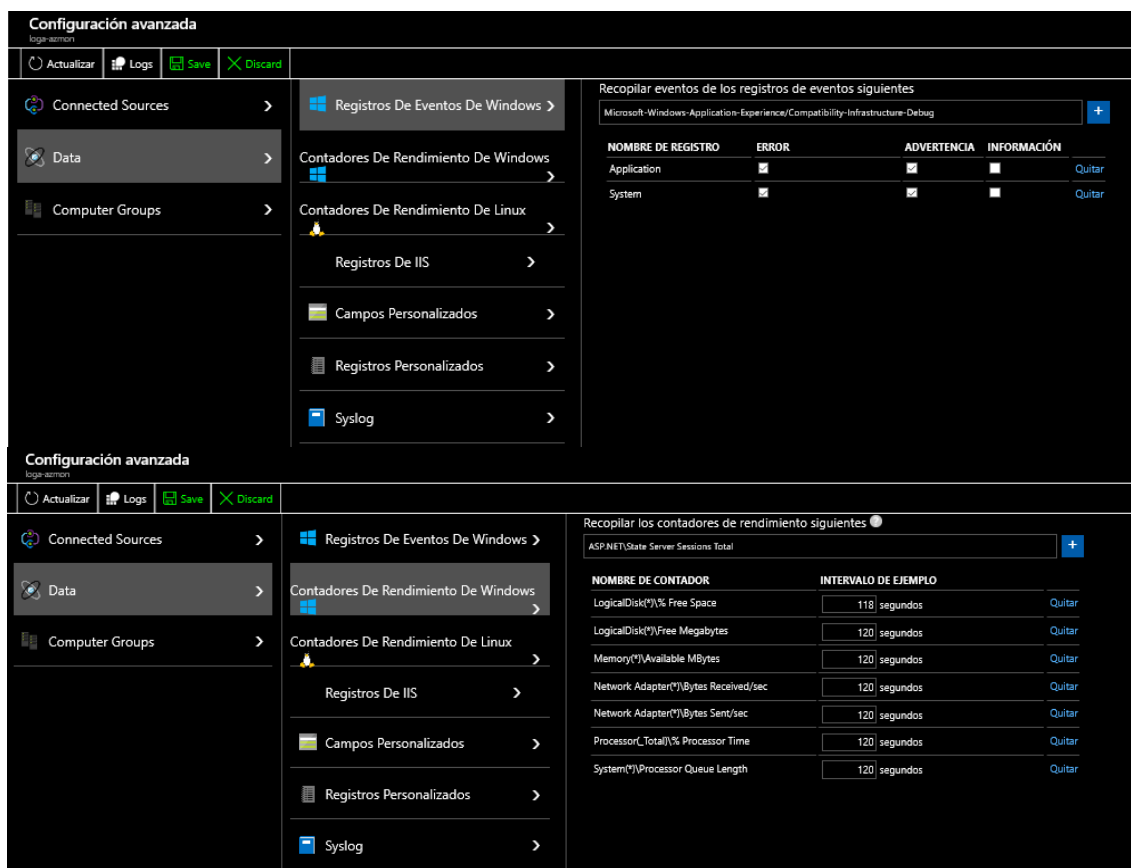 Configuración avanzada
loga-azmon
Actualizar Logs Save Discard
Connected Sources
Data
Computer Groups
Registros De Eventos De Windows
Contadores De Rendimiento De Windows
Contadores De Rendimiento De Linux
Registros De IIS
Campos Personalizados
Registros Personalizados
Syslog
Recopilar eventos de los registros de eventos siguientes
Microsoft-Windows-Application-Experience/Compatibility-Infrastructure-Debug
+
NOMBRE DE REGISTRO ERROR ADVERTENCIA INFORMACIÓN
Application Quitar
System Quitar
Configuración avanzada
loga-azmon
Actualizar Logs Save Discard
Connected Sources
Data
Computer Groups
Registros De Eventos De Windows
Contadores De Rendimiento De Windows
Contadores De Rendimiento De Linux
Registros De IIS
Campos Personalizados
Registros Personalizados
Syslog
Recopilar los contadores de rendimiento siguientes
ASP.NET\State Server Sessions Total
+
NOMBRE DE CONTADOR INTERVALO DE EJEMPLO
LogicalDisk(*)\% Free Space 118 segundos Quitar
LogicalDisk(*)\Free Megabytes 120 segundos Quitar
Memory(*)\Available MBytes 120 segundos Quitar
Network Adapter(*)\Bytes Received/sec 120 segundos Quitar
Network Adapter(*)\Bytes Sent/sec 120 segundos Quitar
Processor(_Total)\% Processor Time 120 segundos Quitar
System(*)\Processor Queue Length 120 segundos Quitar